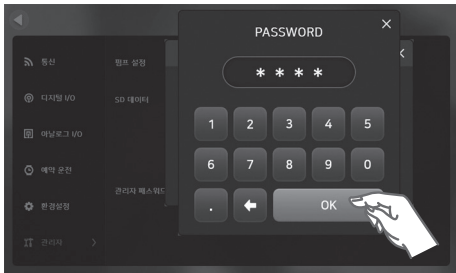 PASSWORD
* * * *
1 2 3 4 5
6 7 8 9 0
. OK
통신
디지털 I/O
아날로그 I/O
예약 운전
환경설정
관리자
펌프 설정
SD 데이터
관리자 패스워드